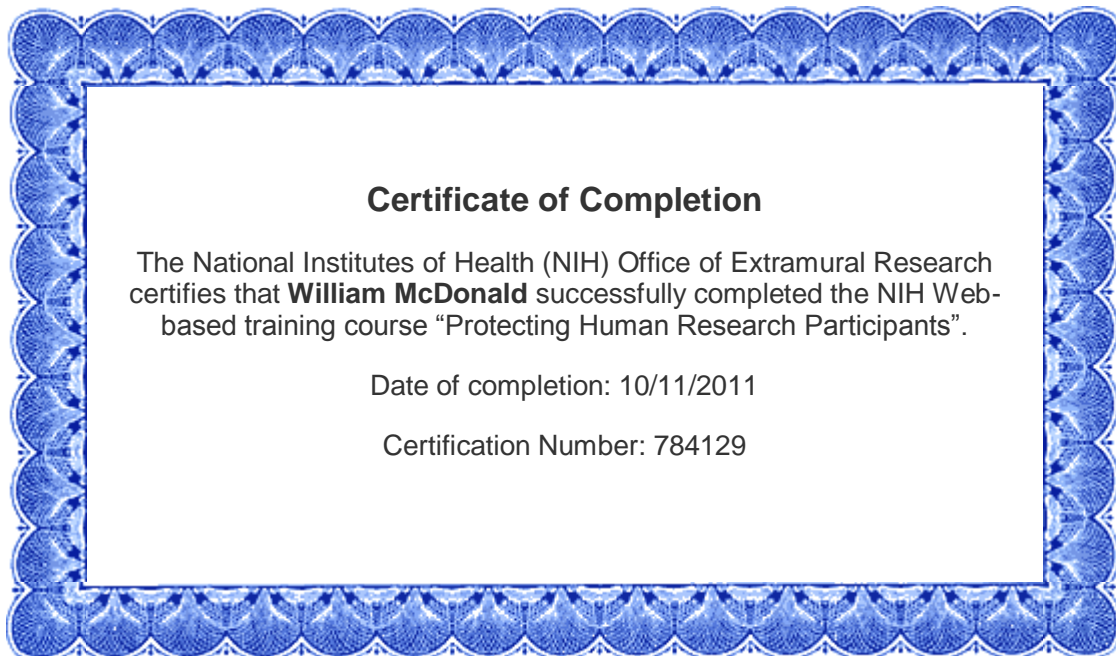 Certificate of Completion
The National Institutes of Health (NIH) Office of Extramural Research
certifies that William McDonald successfully completed the NIH Web-
based training course “Protecting Human Research Participants”.
Date of completion: 10/11/2011
Certification Number: 784129